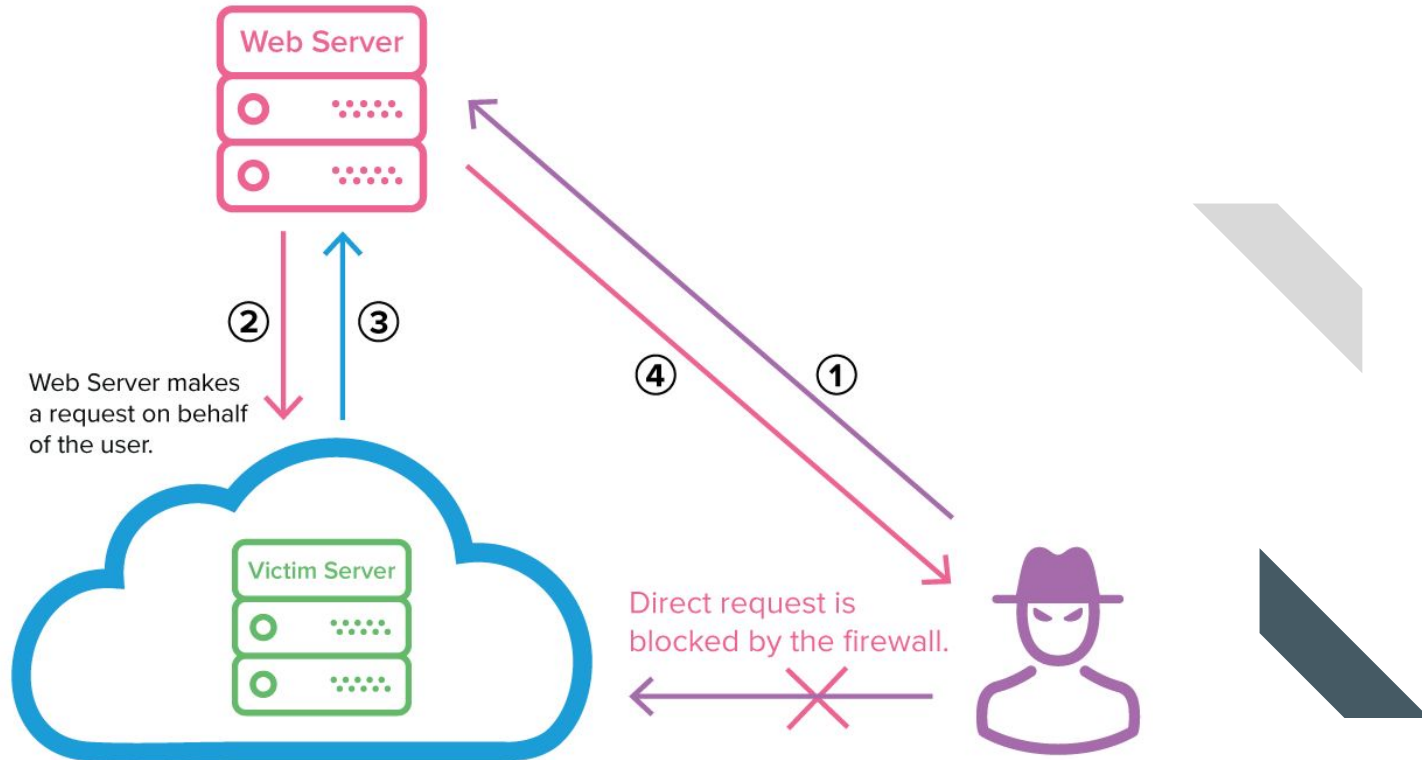 Web Server
②
③
④
①
Web Server makes
a request on behalf
of the user.
Victim Server
Direct request is
blocked by the firewall.